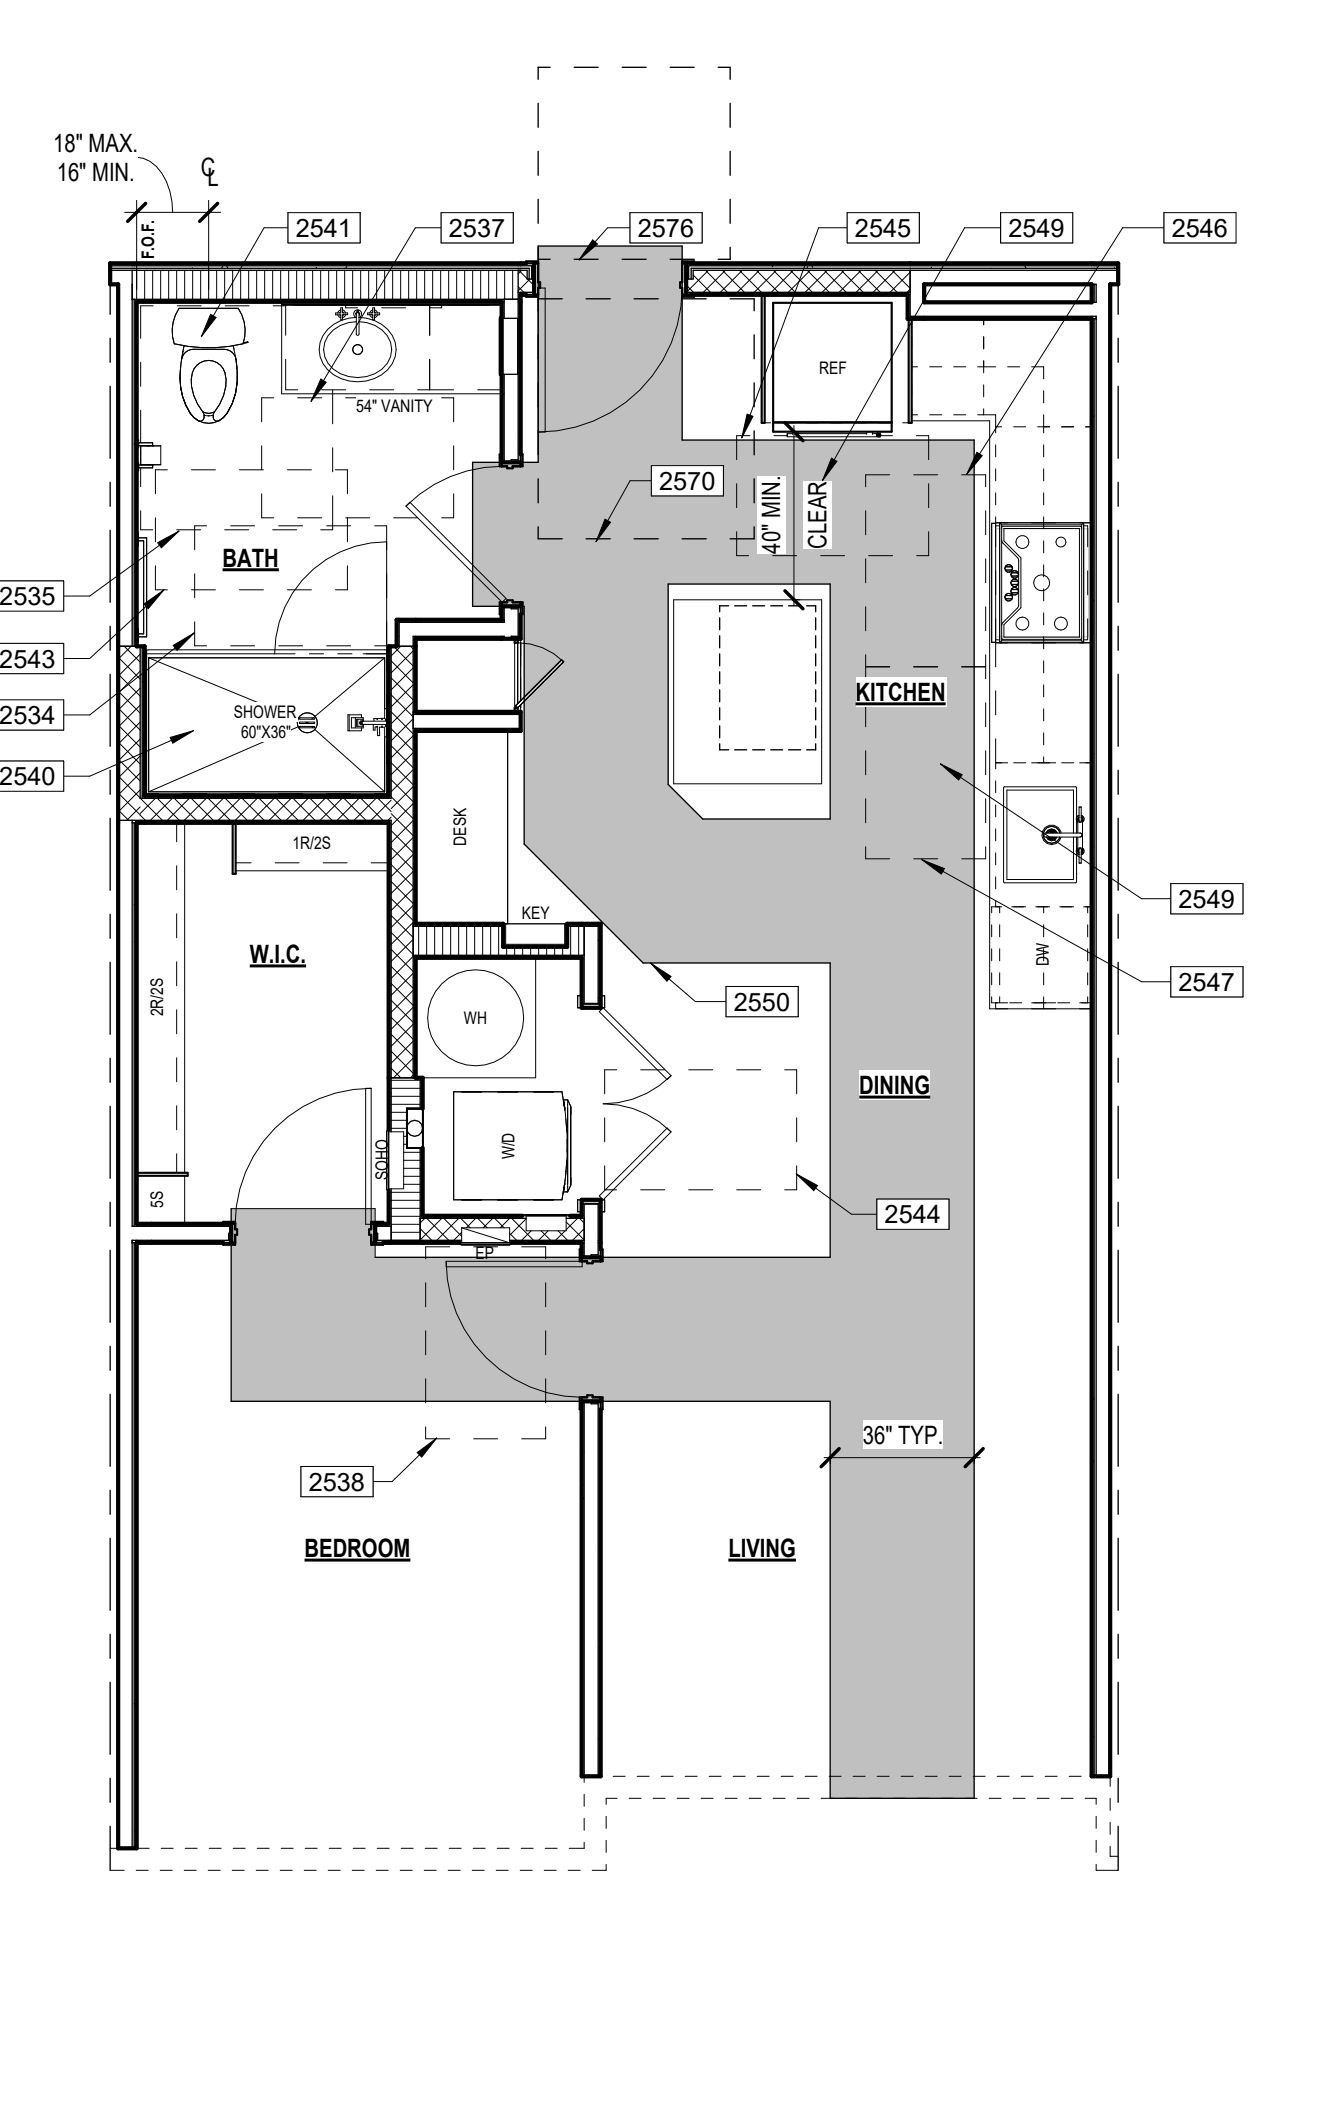 18" MAX.
16" MIN.
℄
F.O.F.
2541
2537
2576
2545
2549
2546
REF
54" VANITY
2570
40" MIN.
CLEAR
BATH
2535
2543
2534
2540
SHOWER
60"X36"
KITCHEN
DESK
1R/2S
KEY
2549
W.I.C.
DW
2547
2R/2S
2550
WH
DINING
W/D
SOHO
5S
2544
EP
36" TYP.
2538
BEDROOM
LIVING